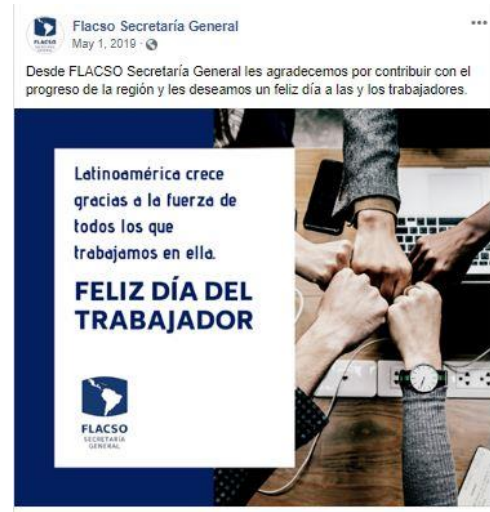 Flacso Secretaría General
May 1, 2019 ·
Desde FLACSO Secretaría General les agradecemos por contribuir con el
progreso de la región y les deseamos un feliz día a las y los trabajadores.
Latinoamérica crece
gracias a la fuerza de
todos los que
trabajamos en ella.
FELIZ DÍA DEL
TRABAJADOR
FLACSO
SECRETARÍA
GENERAL